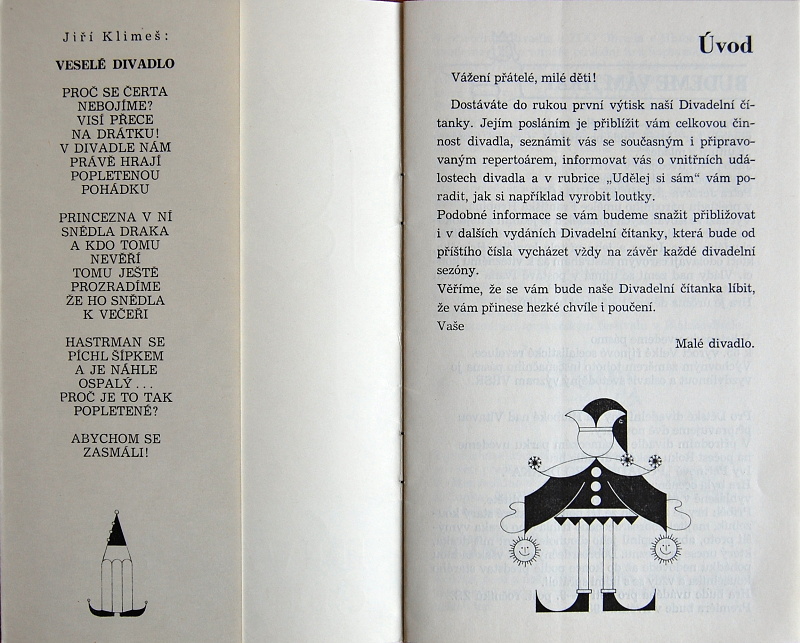 Jiří Klimeš:
VESELÉ DIVADLO
PROČ SE ČERTA
NEBOJÍME?
VISÍ PŘECE
NA DRÁTKU!
V DIVADLE NÁM
PRÁVĚ HRAJÍ
POPLETENOU
POHÁDKU
PRINCEZNA V NÍ
SNĚDLA DRAKA
A KDO TOMU
NEVĚŘÍ
TOMU JEŠTĚ
PROZRADÍME
ŽE HO SNĚDLA
K VEČEŘI
HASTRMAN SE
PÍCHL ŠÍPKEM
A JE NÁHLE
OSPALÝ ...
PROČ JE TO TAK
POPLETENÉ?
ABYCHOM SE
ZASMÁLI!
Úvod
Vážení přátelé, milé děti!
Dostáváte do rukou první výtisk naší Divadelní čí-
tanky. Jejím posláním je přiblížit vám celkovou čin-
nost divadla, seznámit vás se současným i připravo-
vaným repertoárem, informovat vás o vnitřních udá-
lostech divadla a v rubrice „Udělej si sám" vám po-
radit, jak si například vyrobit loutky.
Podobné informace se vám budeme snažit přibližovat
i v dalších vydáních Divadelní čítanky, která bude od
příštího čísla vycházet vždy na závěr každé divadelní
sezóny.
Věříme, že se vám bude naše Divadelní čítanka líbit,
že vám přinese hezké chvíle i poučení.
Vaše
Malé divadlo.